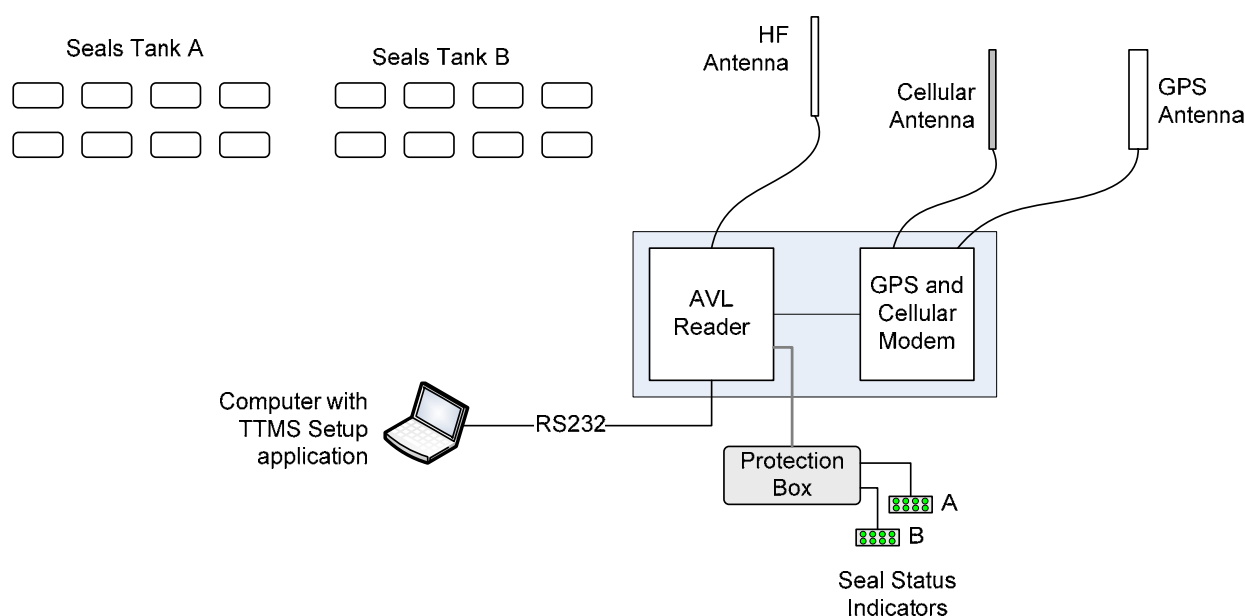 Seals Tank A
Seals Tank B
HF
Antenna
Cellular
Antenna
GPS
Antenna
AVL
Reader
GPS and
Cellular
Modem
Computer with
TTMS Setup
application
RS232
Protection
Box
A
B
Seal Status
Indicators